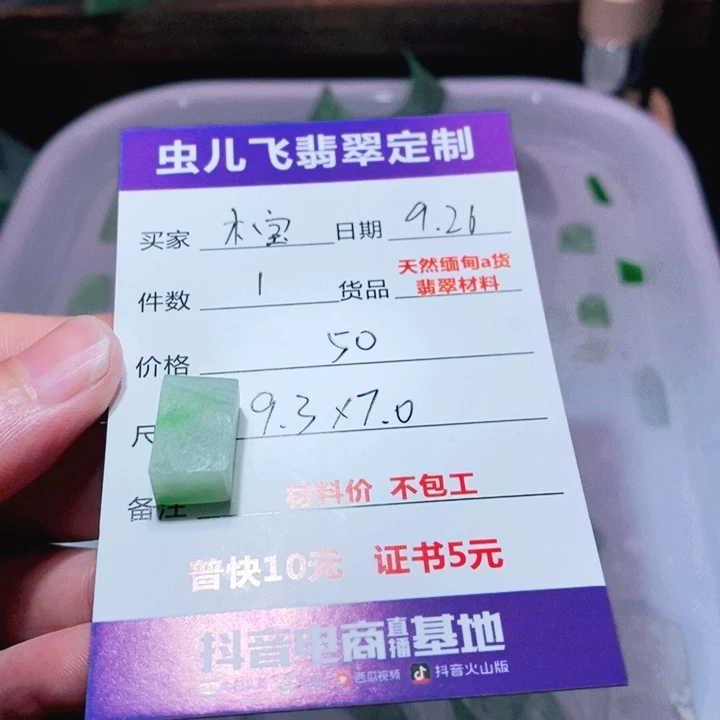 虫儿飞翡翠定制
买家 木宝 日期 9.26
件数 1 货品 天然缅甸a货
翡翠材料
价格 50
尺 9.3×7.0
备注 材料价 不包工
普快10元 证书5元
抖音电商直播基地
西瓜视频 抖音火山版